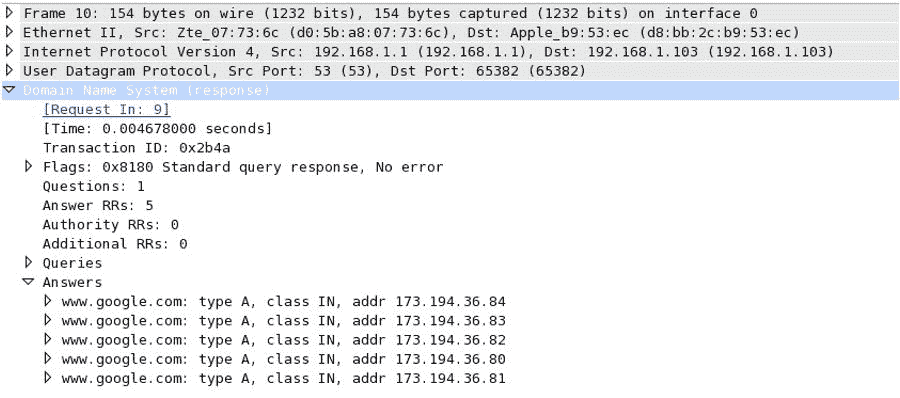 Frame 10: 154 bytes on wire (1232 bits), 154 bytes captured (1232 bits) on interface 0
Ethernet II, Src: Zte_07:73:6c (d0:5b:a8:07:73:6c), Dst: Apple_b9:53:ec (d8:bb:2c:b9:53:ec)
Internet Protocol Version 4, Src: 192.168.1.1 (192.168.1.1), Dst: 192.168.1.103 (192.168.1.103)
User Datagram Protocol, Src Port: 53 (53), Dst Port: 65382 (65382)
Domain Name System (response)
[Request In: 9]
[Time: 0.004678000 seconds]
Transaction ID: 0x2b4a
Flags: 0x8180 Standard query response, No error
Questions: 1
Answer RRs: 5
Authority RRs: 0
Additional RRs: 0
Queries
Answers
www.google.com: type A, class IN, addr 173.194.36.84
www.google.com: type A, class IN, addr 173.194.36.83
www.google.com: type A, class IN, addr 173.194.36.82
www.google.com: type A, class IN, addr 173.194.36.80
www.google.com: type A, class IN, addr 173.194.36.81